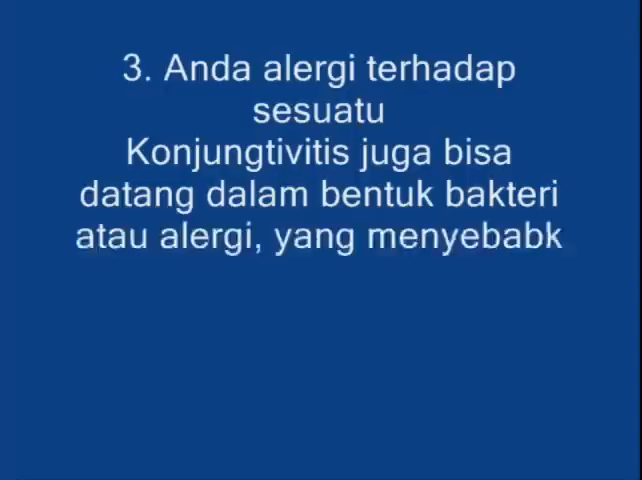 3. Anda alergi terhadap
sesuatu
Konjungtivitis juga bisa
datang dalam bentuk bakteri
atau alergi, yang menyebabk